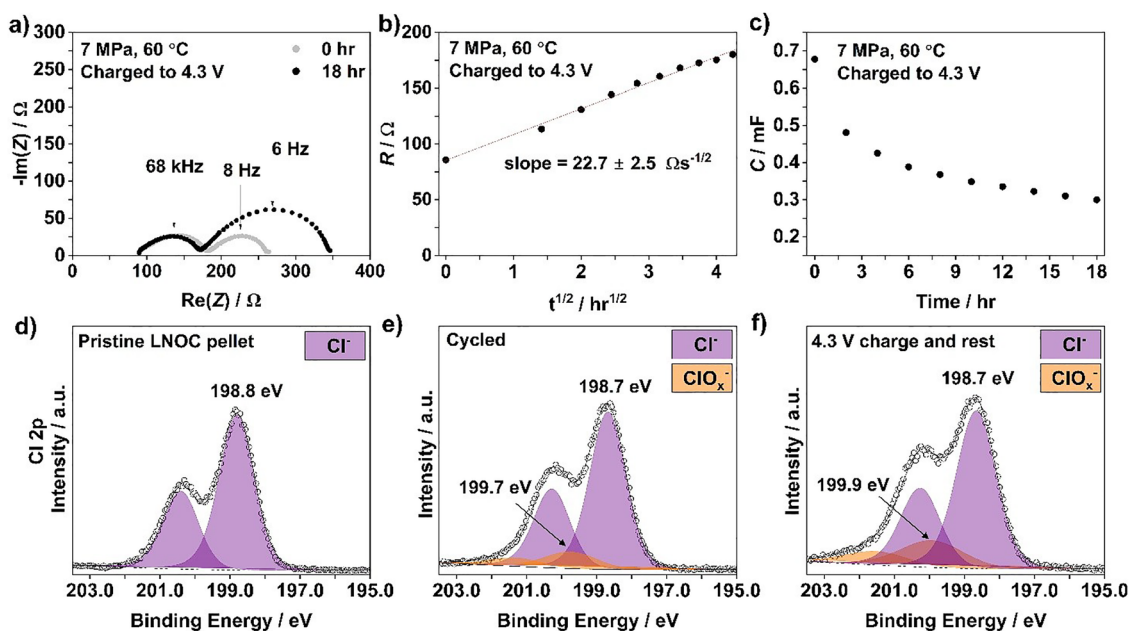 a)
7 MPa, 60 °C
Charged to 4.3 V
0 hr
18 hr
68 kHz
8 Hz
6 Hz
-Im(Z) / Ω
300
250
200
150
100
50
0
0 100 200 300 400
Re(Z) / Ω
b)
7 MPa, 60 °C
Charged to 4.3 V
slope = 22.7 ± 2.5 Ωs⁻¹ᐟ²
R / Ω
200
150
100
50
0
0 1 2 3 4
t¹ᐟ² / hr¹ᐟ²
c)
7 MPa, 60 °C
Charged to 4.3 V
C / mF
0.7
0.6
0.5
0.4
0.3
0.2
0 3 6 9 12 15 18
Time / hr
d)
Pristine LNOC pellet
Cl⁻
198.8 eV
Cl 2p
Intensity / a.u.
203.0 201.0 199.0 197.0 195.0
Binding Energy / eV
e)
Cycled
Cl⁻
ClOₓ⁻
198.7 eV
199.7 eV
Intensity / a.u.
203.0 201.0 199.0 197.0 195.0
Binding Energy / eV
f)
4.3 V charge and rest
Cl⁻
ClOₓ⁻
198.7 eV
199.9 eV
Intensity / a.u.
203.0 201.0 199.0 197.0 195.0
Binding Energy / eV